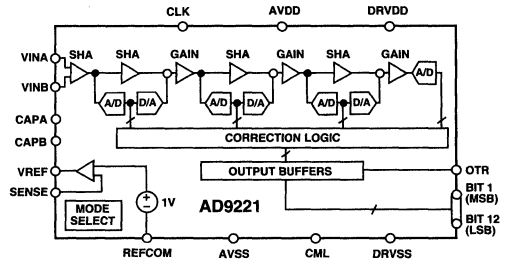 CLK AVDD DRVDD
VINA SHA SHA GAIN SHA GAIN SHA GAIN
A/D
VINB
A/D D/A A/D D/A A/D D/A
CAPA
CORRECTION LOGIC
CAPB
VREF OUTPUT BUFFERS OTR
SENSE
BIT 1
(MSB)
MODE
SELECT
1V AD9221
BIT 12
(LSB)
REFCOM AVSS CML DRVSS